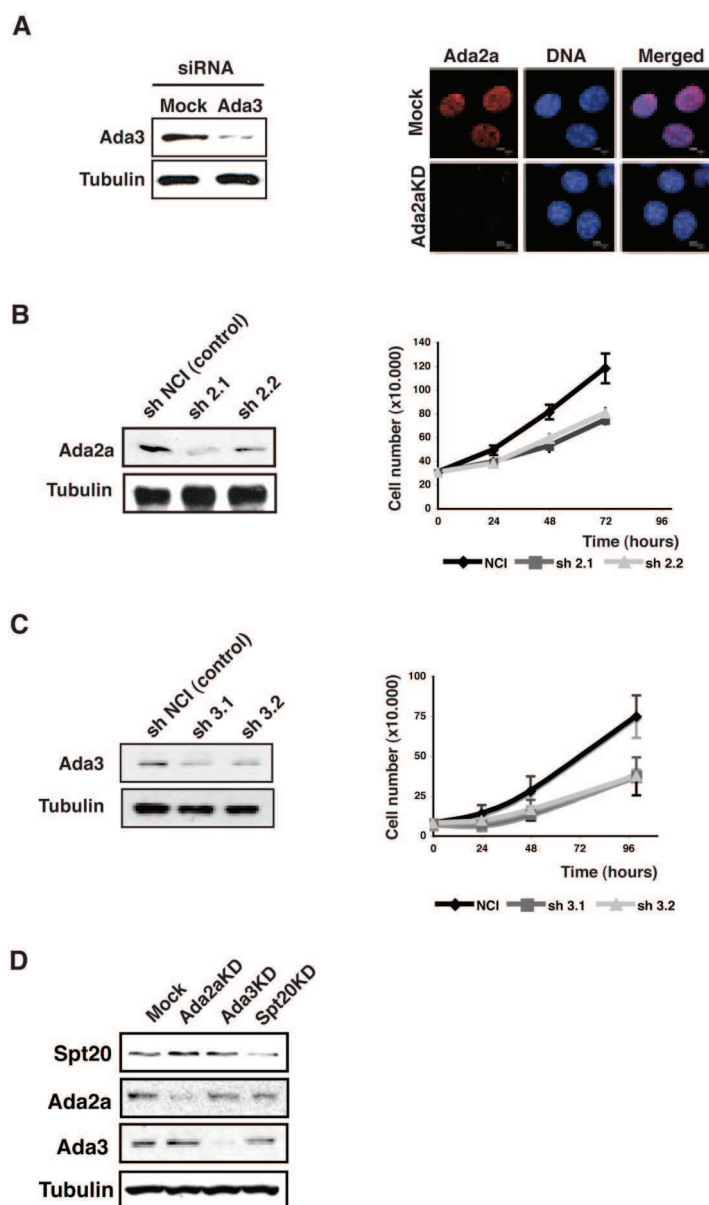 A
siRNA
Mock Ada3
Ada3
Tubulin
Ada2a DNA Merged
Mock
Ada2aKD
B
sh NCI (control)
sh 2.1
sh 2.2
Ada2a
Tubulin
Cell number (x10.000)
140
120
100
80
60
40
20
0
0 24 48 72 96
Time (hours)
NCI sh 2.1 sh 2.2
C
sh NCI (control)
sh 3.1
sh 3.2
Ada3
Tubulin
Cell number (x10.000)
100
75
50
25
0
0 24 48 72 96
Time (hours)
NCI sh 3.1 sh 3.2
D
Mock
Ada2aKD
Ada3KD
Spt20KD
Spt20
Ada2a
Ada3
Tubulin